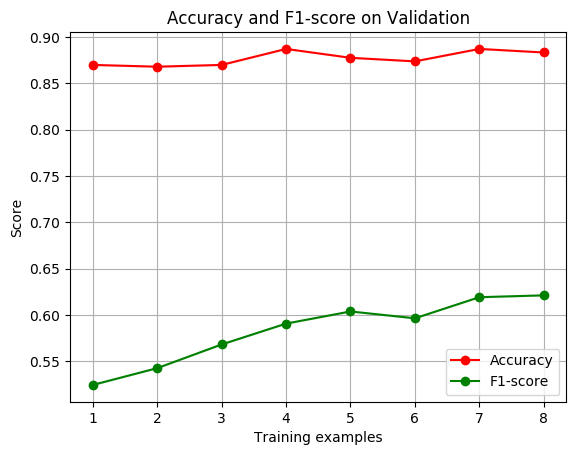 Accuracy and F1-score on Validation
0.90
0.85
0.80
0.75
0.70
0.65
0.60
0.55
Score
Accuracy
F1-score
1 2 3 4 5 6 7 8
Training examples